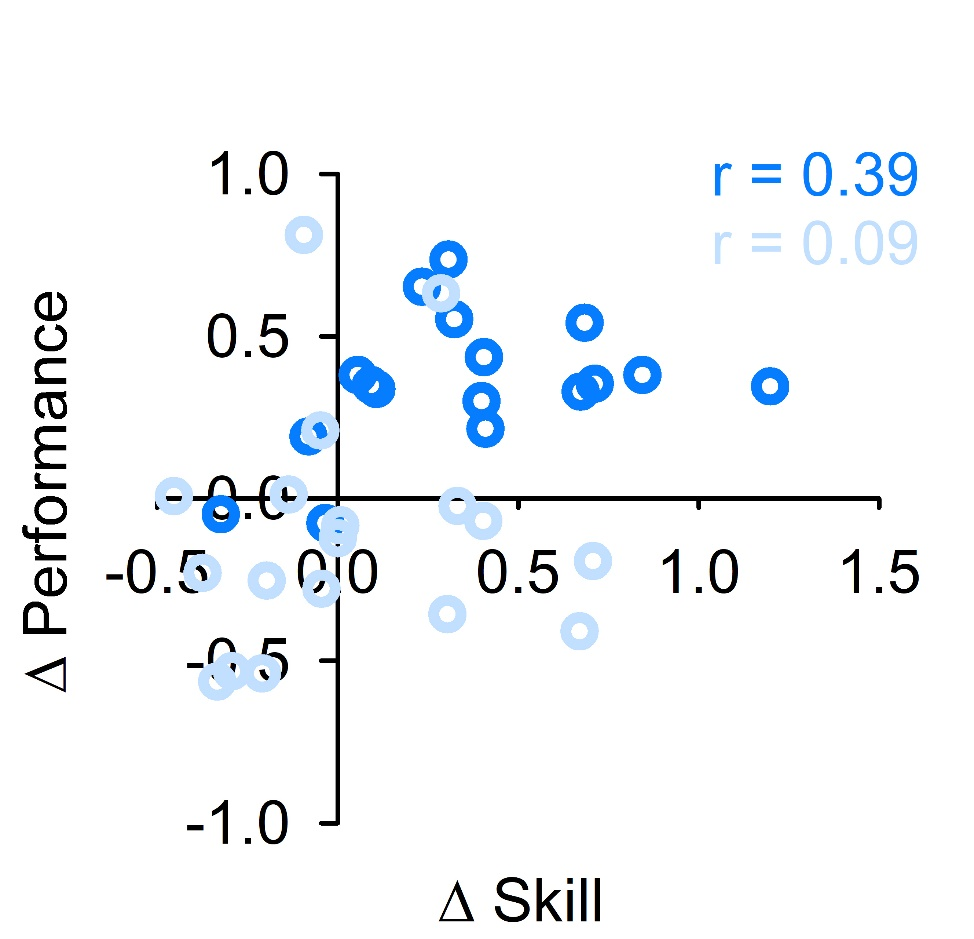 1.0
r = 0.39
r = 0.09
0.5
Δ Performance
0.0
-0.5 0.0 0.5 1.0 1.5
-0.5
-1.0
Δ Skill